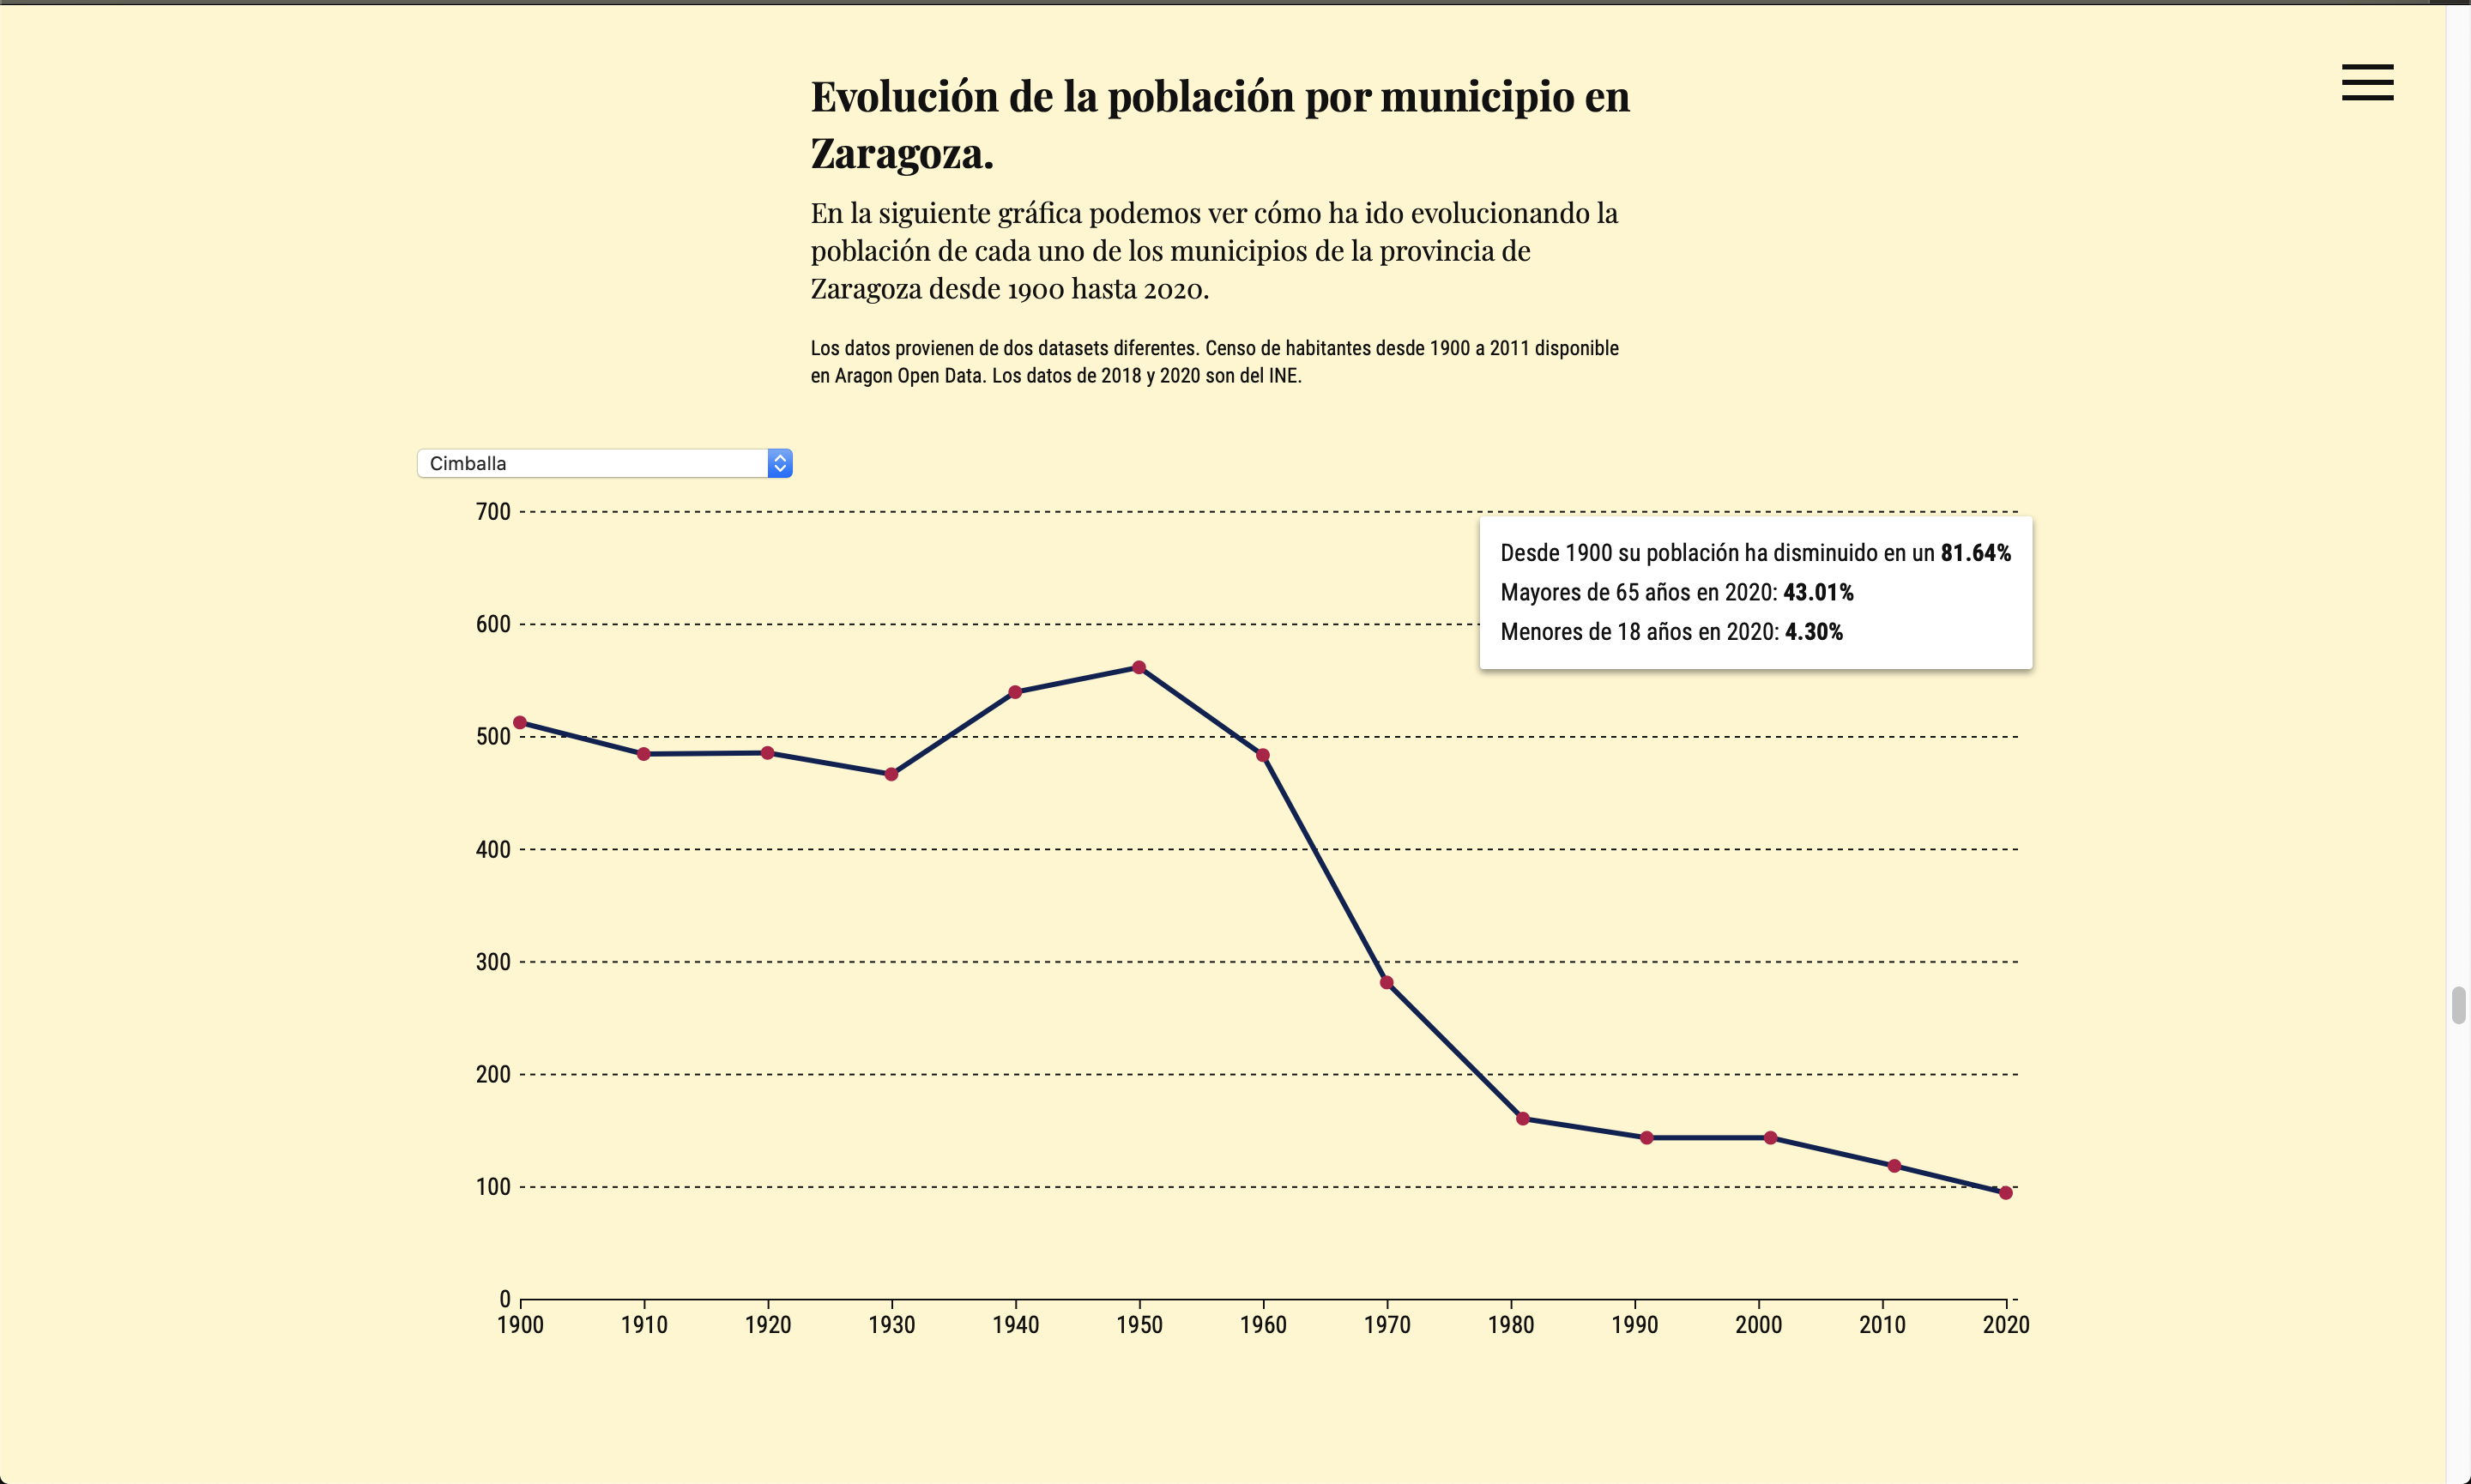 Evolución de la población por municipio en
Zaragoza.
En la siguiente gráfica podemos ver cómo ha ido evolucionando la
población de cada uno de los municipios de la provincia de
Zaragoza desde 1900 hasta 2020.
Los datos provienen de dos datasets diferentes. Censo de habitantes desde 1900 a 2011 disponible
en Aragon Open Data. Los datos de 2018 y 2020 son del INE.
Cimballa
700
Desde 1900 su población ha disminuido en un 81.64%
Mayores de 65 años en 2020: 43.01%
Menores de 18 años en 2020: 4.30%
600
500
400
300
200
100
0
1900 1910 1920 1930 1940 1950 1960 1970 1980 1990 2000 2010 2020